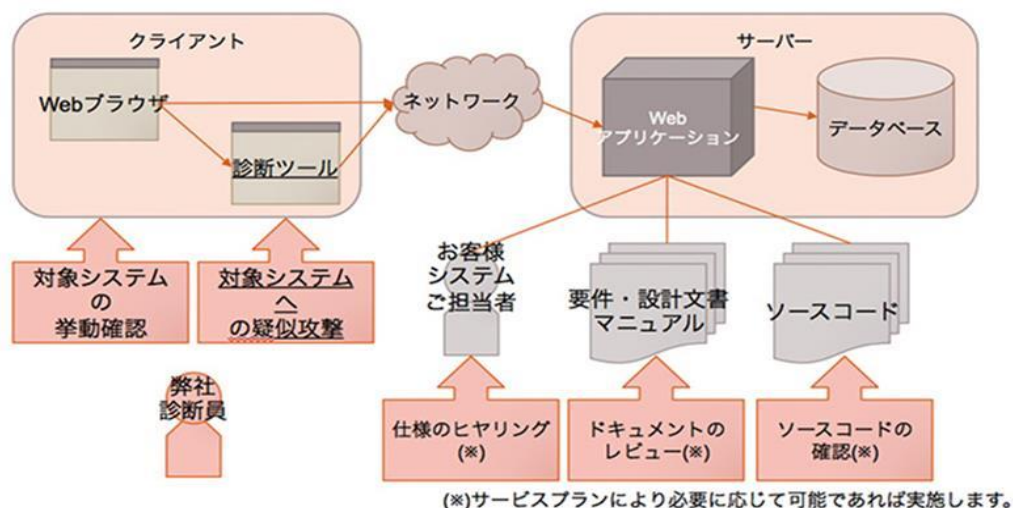 クライアント
Webブラウザ
診断ツール
ネットワーク
サーバー
Web
アプリケーション
データベース
対象システム
の
挙動確認
対象システム
へ
の疑似攻撃
お客様
システム
ご担当者
要件・設計文書
マニュアル
ソースコード
弊社
診断員
仕様のヒヤリング
(※)
ドキュメントの
レビュー(※)
ソースコードの
確認(※)
(※)サービスプランにより必要に応じて可能であれば実施します。